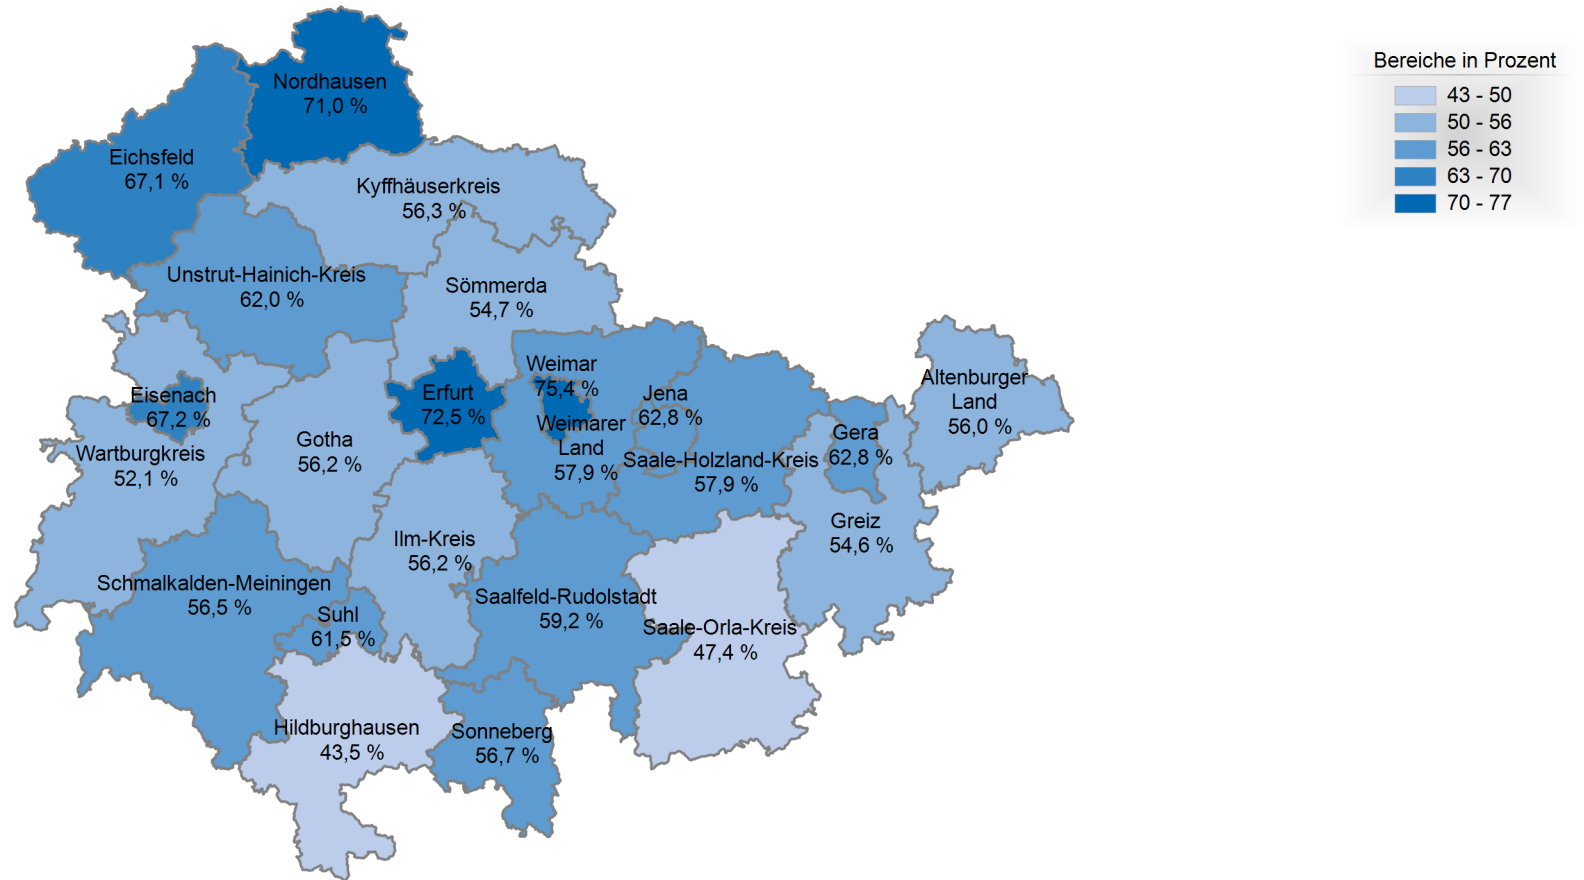 Bereiche in Prozent
43 - 50
50 - 56
56 - 63
63 - 70
70 - 77
Nordhausen
71,0 %
Eichsfeld
67,1 %
Kyffhäuserkreis
56,3 %
Unstrut-Hainich-Kreis
62,0 %
Sömmerda
54,7 %
Weimar
75,4 %
Eisenach
67,2 %
Erfurt
72,5 %
Jena
62,8 %
Altenburger
Land
56,0 %
Weimarer
Land
57,9 %
Gotha
56,2 %
Wartburgkreis
52,1 %
Saale-Holzland-Kreis
57,9 %
Gera
62,8 %
Greiz
54,6 %
Ilm-Kreis
56,2 %
Schmalkalden-Meiningen
56,5 %
Suhl
61,5 %
Saalfeld-Rudolstadt
59,2 %
Saale-Orla-Kreis
47,4 %
Hildburghausen
43,5 %
Sonneberg
56,7 %